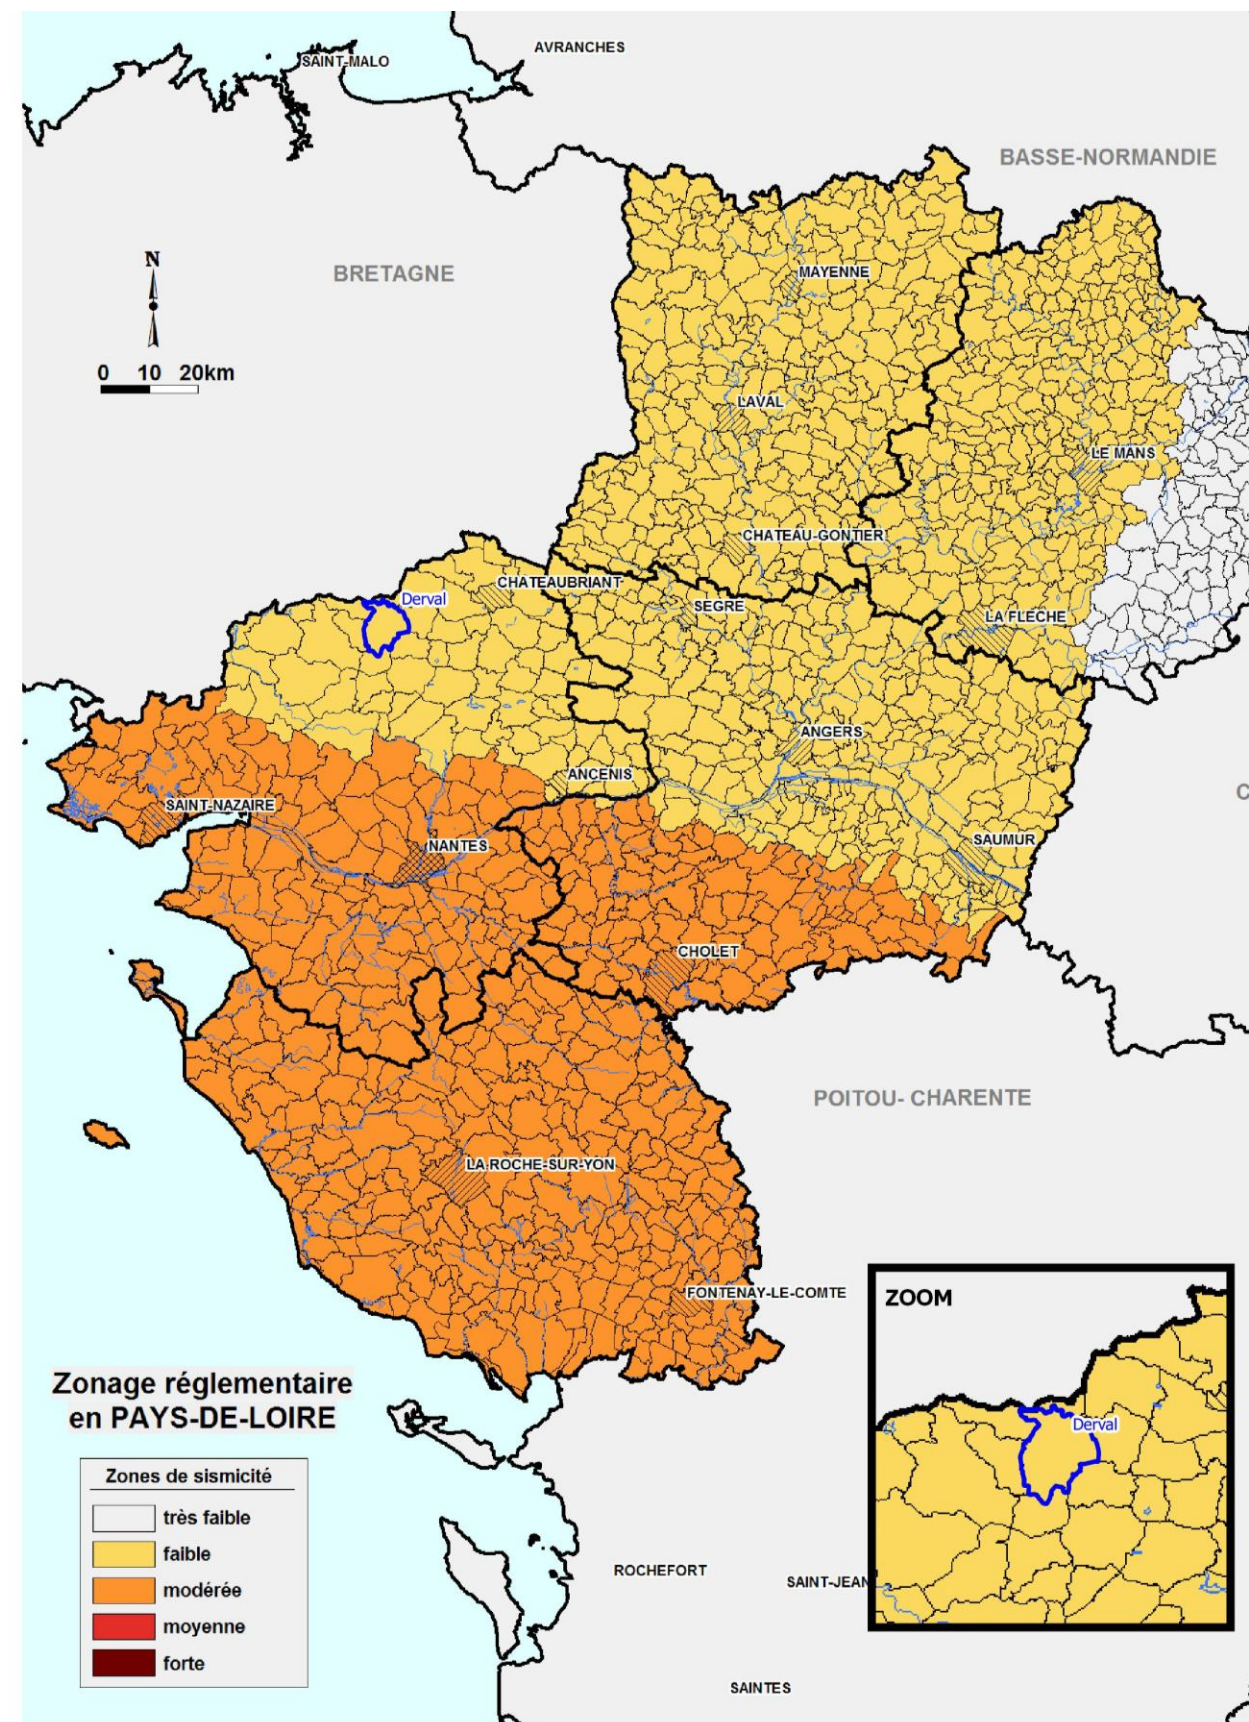 AVRANCHES
SAINT-MALO
BASSE-NORMANDIE
BRETAGNE
MAYENNE
N
0 10 20km
LAVAL
LE MANS
CHATEAU-GONTIER
CHATEAUBRIANT
Derval
SEGRE
LA FLECHE
ANGERS
ANCENIS
C
SAINT-NAZAIRE
NANTES
SAUMUR
CHOLET
POITOU- CHARENTE
LA ROCHE-SUR-YON
FONTENAY-LE-COMTE
ZOOM
Derval
Zonage réglementaire
en PAYS-DE-LOIRE
Zones de sismicité
très faible
faible
modérée
moyenne
forte
ROCHEFORT
SAINT-JEAN
SAINTES